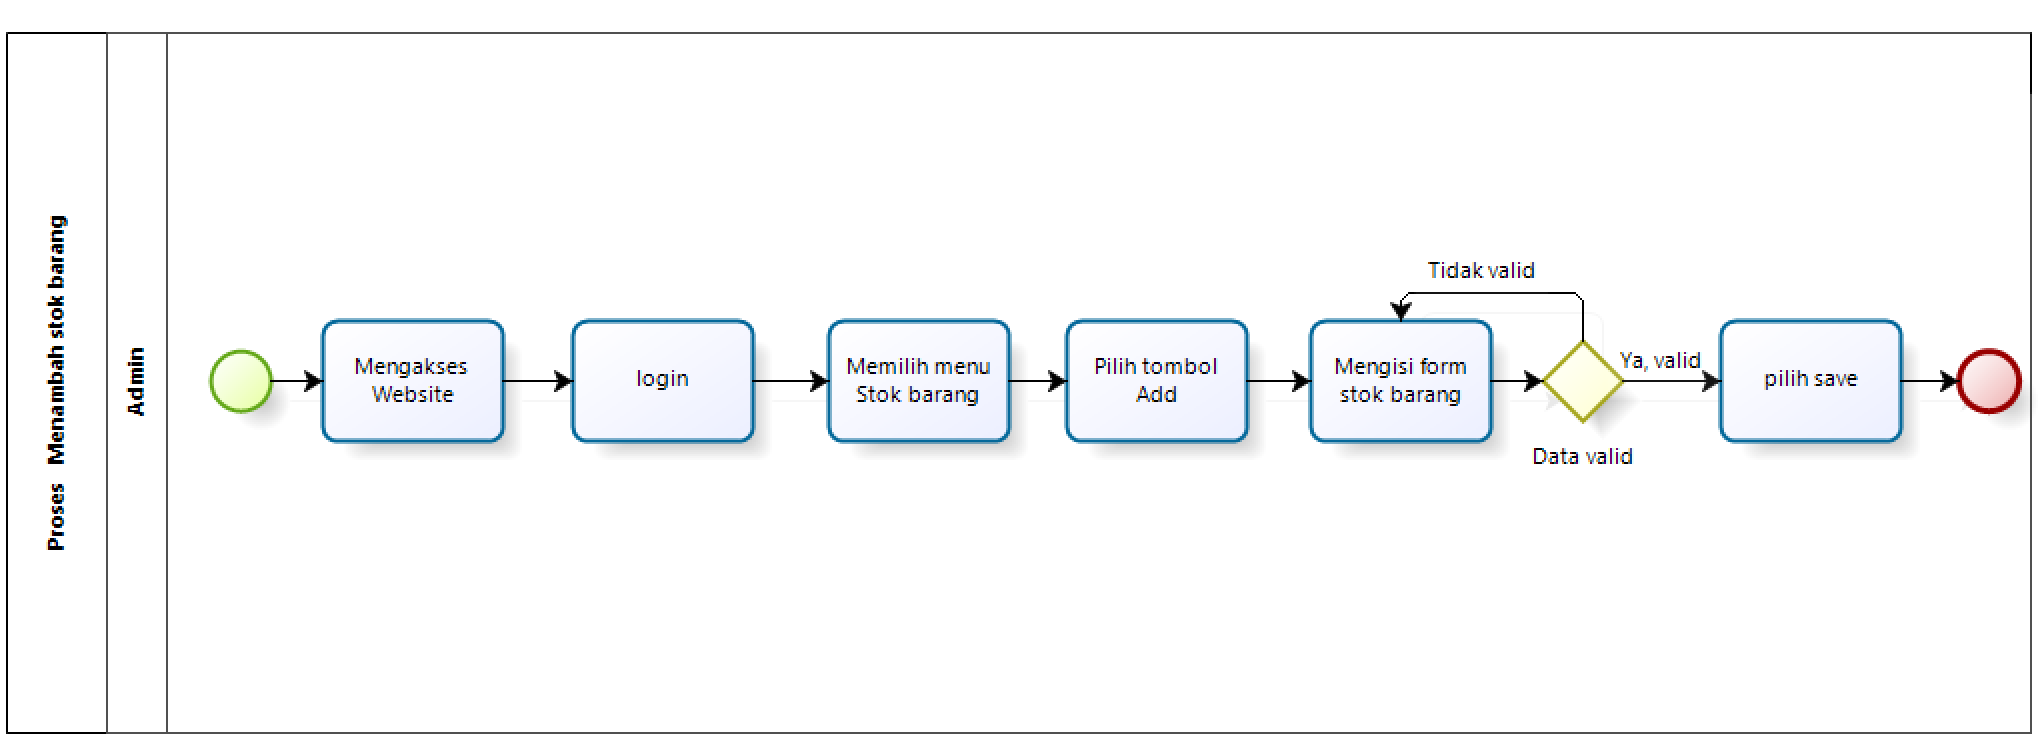 Proses Menambah stok barang
Admin
Mengakses
Website
login
Memilih menu
Stok barang
Pilih tombol
Add
Mengisi form
stok barang
Tidak valid
Data valid
Ya, valid
pilih save